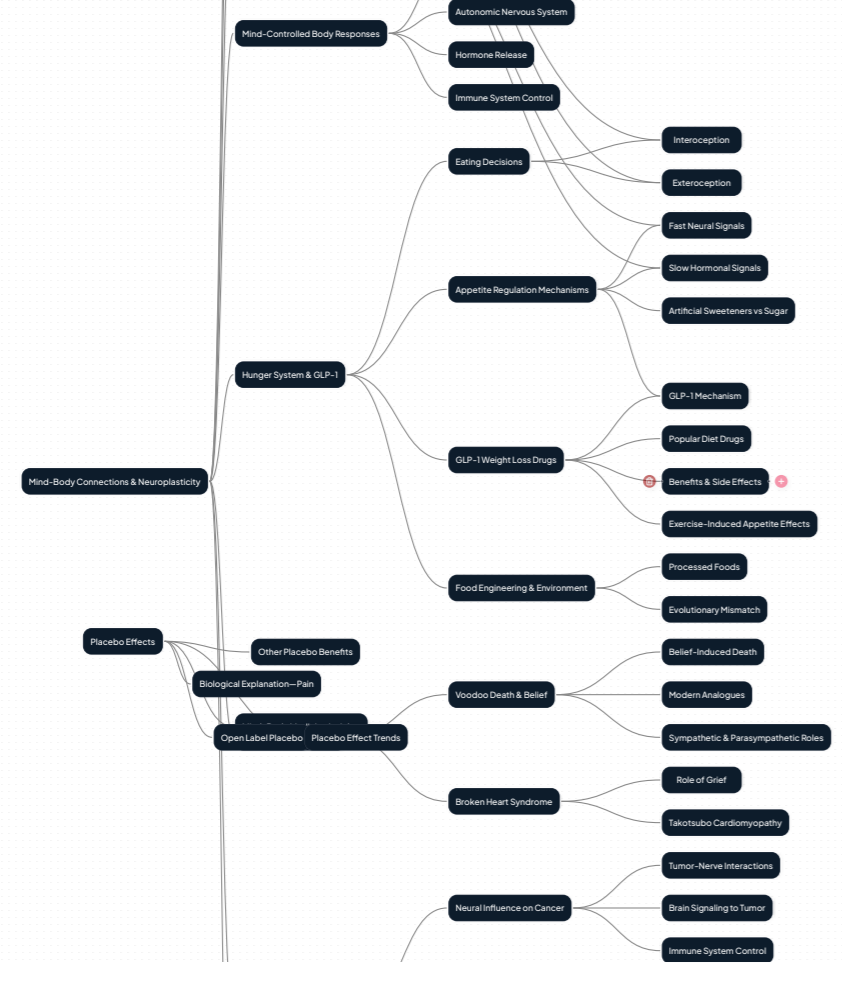 Autonomic Nervous System
Mind-Controlled Body Responses
Hormone Release
Immune System Control
Interoception
Eating Decisions
Exteroception
Fast Neural Signals
Slow Hormonal Signals
Appetite Regulation Mechanisms
Artificial Sweeteners vs Sugar
Hunger System & GLP-1
GLP-1 Mechanism
Popular Diet Drugs
GLP-1 Weight Loss Drugs
Mind-Body Connections & Neuroplasticity
Benefits & Side Effects
Exercise-Induced Appetite Effects
Processed Foods
Food Engineering & Environment
Evolutionary Mismatch
Placebo Effects
Other Placebo Benefits
Belief-Induced Death
Biological Explanation—Pain
Voodoo Death & Belief
Modern Analogues
Open Label Placebo
Placebo Effect Trends
Sympathetic & Parasympathetic Roles
Role of Grief
Broken Heart Syndrome
Takotsubo Cardiomyopathy
Tumor-Nerve Interactions
Neural Influence on Cancer
Brain Signaling to Tumor
Immune System Control